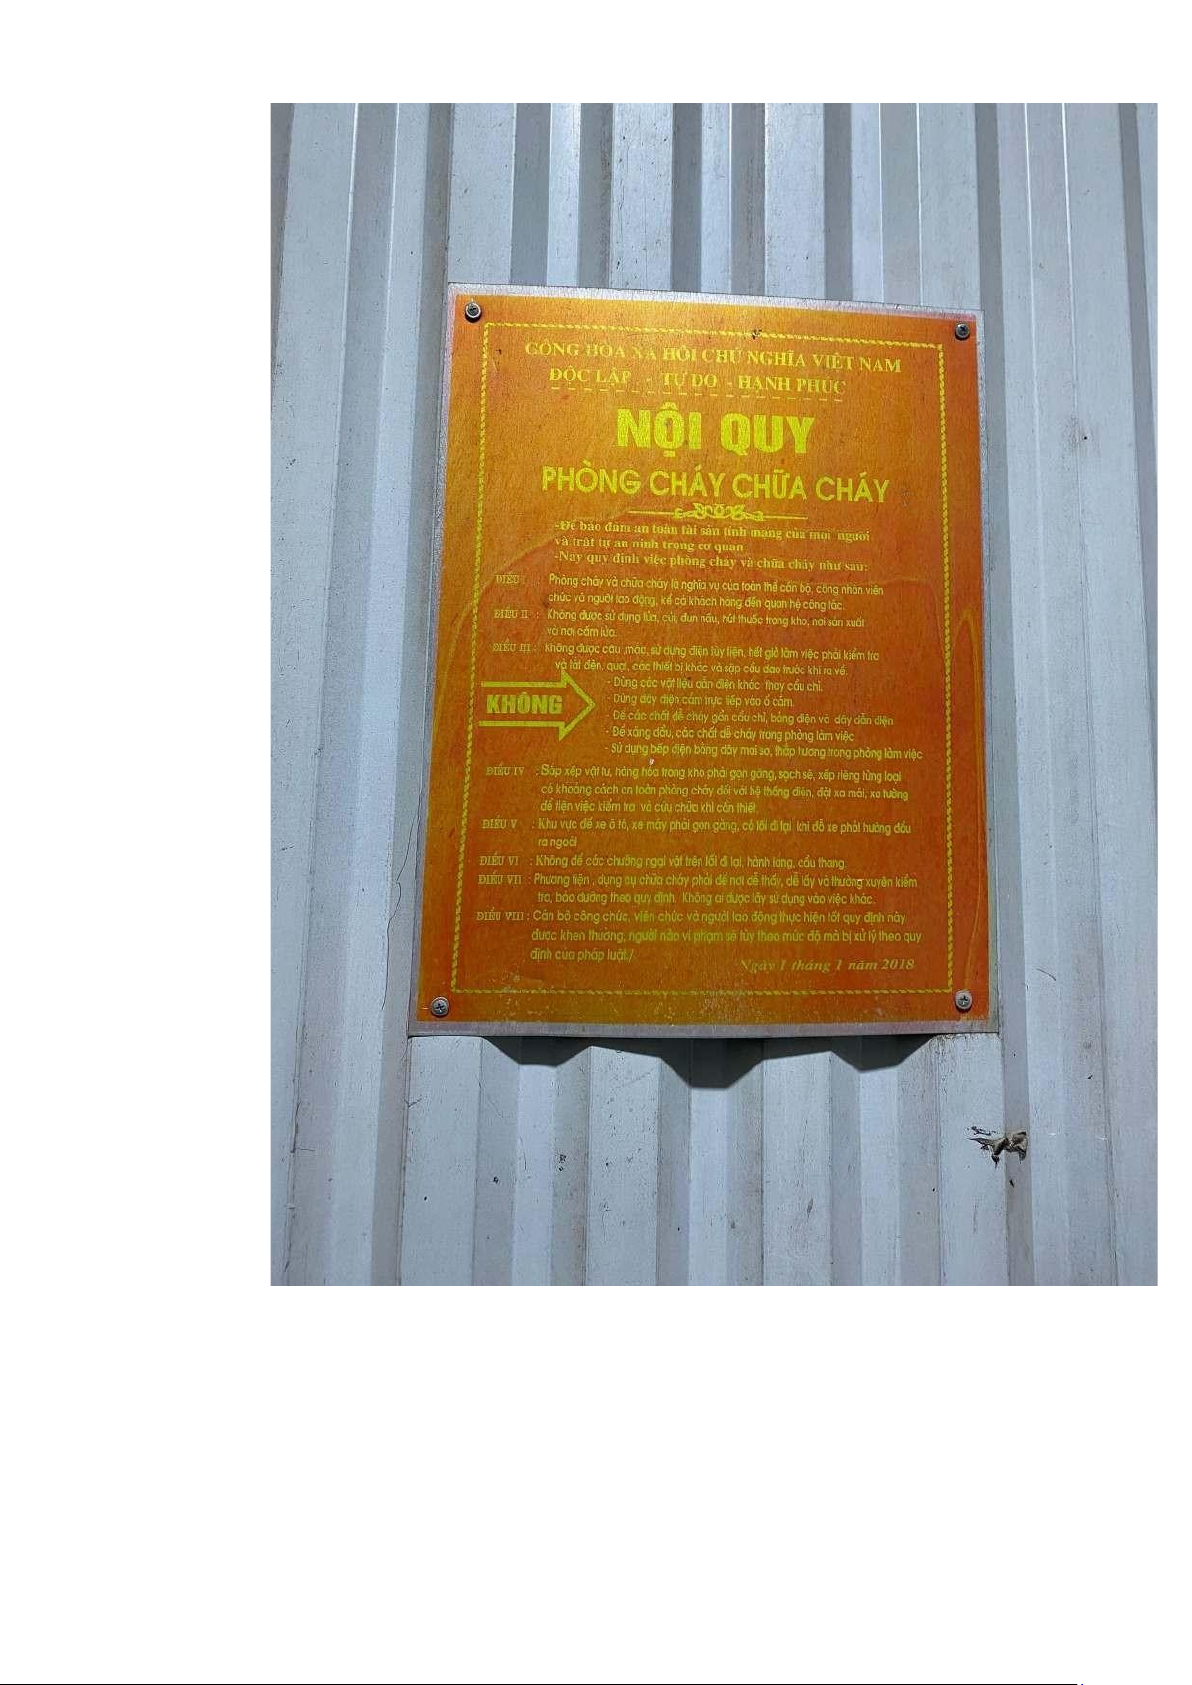 CỘNG HÒA XÃ HỘI CHỦ NGHĨA VIỆT NAM
ĐỘC LẬP - TỰ DO - HẠNH PHÚC
NỘI QUY
PHÒNG CHÁY CHỮA CHÁY
-Để bảo đảm an toàn tài sản tính mạng của mọi người
và trật tự an ninh trong cơ quan
-Nay quy định việc phòng cháy và chữa cháy như sau:
ĐIỀU I : Phòng cháy và chữa cháy là nghĩa vụ của toàn thể cán bộ, công nhân viên
chức và người lao động, kể cả khách hàng đến quan hệ công tác.
ĐIỀU II : Không được sử dụng lửa, củi, đun nấu, hút thuốc trong kho, nơi sản xuất
và nơi cấm lửa.
ĐIỀU III : Không được câu ,mắc, sử dụng điện tùy tiện, hết giờ làm việc phải kiểm tra
và tắt đèn, quạt, các thiết bị khác và sập cầu dao trước khi ra về.
KHÔNG
- Dùng các vật liệu dẫn điện khác thay cầu chì.
- Dùng dây điện cắm trực tiếp vào ổ cắm.
- Để các chất dễ cháy gần cầu chì, bảng điện và dây dẫn điện
- Để xăng dầu, các chất dễ cháy trong phòng làm việc
- Sử dụng bếp điện bằng dây mai so, thắp hương trong phòng làm việc
ĐIỀU IV : Sắp xếp vật tư, hàng hóa trong kho phải gọn gàng, sạch sẽ, xếp riêng từng loại
có khoảng cách an toàn phòng cháy đối với hệ thống điện, đặt xa mái, xa tường
để tiện việc kiểm tra và cứu chữa khi cần thiết.
ĐIỀU V : Khu vực để xe ô tô, xe máy phải gọn gàng, có lối đi lại khi đỗ xe phải hướng đầu
ra ngoài
ĐIỀU VI : Không để các chướng ngại vật trên lối đi lại, hành lang, cầu thang.
ĐIỀU VII : Phương tiện , dụng cụ chữa cháy phải để nơi dễ thấy, dễ lấy và thường xuyên kiểm
tra, bảo dưỡng theo quy định. Không ai được lấy sử dụng vào việc khác.
ĐIỀU VIII : Cán bộ công chức, viên chức và người lao động thực hiện tốt quy định này
được khen thưởng, người nào vi phạm sẽ tùy theo mức độ mà bị xử lý theo quy
định của pháp luật./
Ngày 1 tháng 1 năm 2018